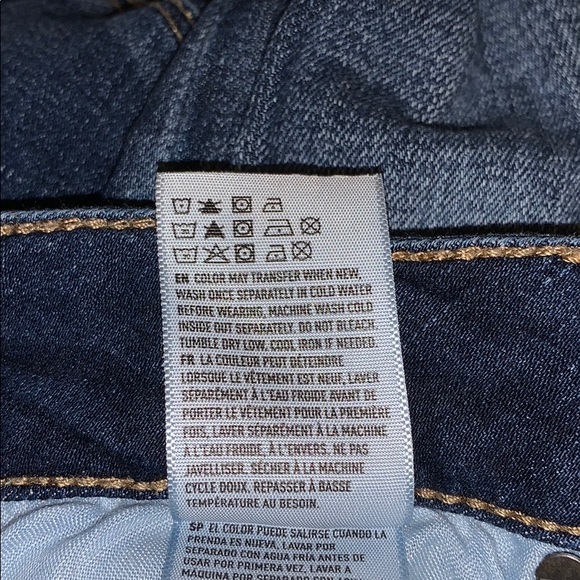 EN COLOR MAY TRANSFER WHEN NEW.
WASH ONCE SEPARATELY IN COLD WATER
BEFORE WEARING, MACHINE WASH COLD
INSIDE OUT SEPARATELY. DO NOT BLEACH.
TUMBLE DRY LOW. COOL IRON IF NEEDED.
FR LA COULEUR PEUT DÉTEINDRE
LORSQUE LE VÊTEMENT EST NEUF, LAVER
SEPARÉMENT À L'EAU FROIDE AVANT DE
PORTER LE VÊTEMENT POUR LA PREMIÈRE
FOIS, LAVER SÉPARÉMENT À LA MACHINE
À L'EAU FROIDE, À L'ENVERS. NE PAS
JAVELLISER. SÉCHER À LA MACHINE
CYCLE DOUX. REPASSER À BASSE
TEMPÉRATURE AU BESOIN.
SP EL COLOR PUEDE SALIRSE CUANDO LA
PRENDA ES NUEVA, LAVAR POR
SEPARADO CON AGUA FRÍA ANTES DE
USAR POR PRIMERA VEZ. LAVAR A
MÁQUINA POR SEPARADO CON